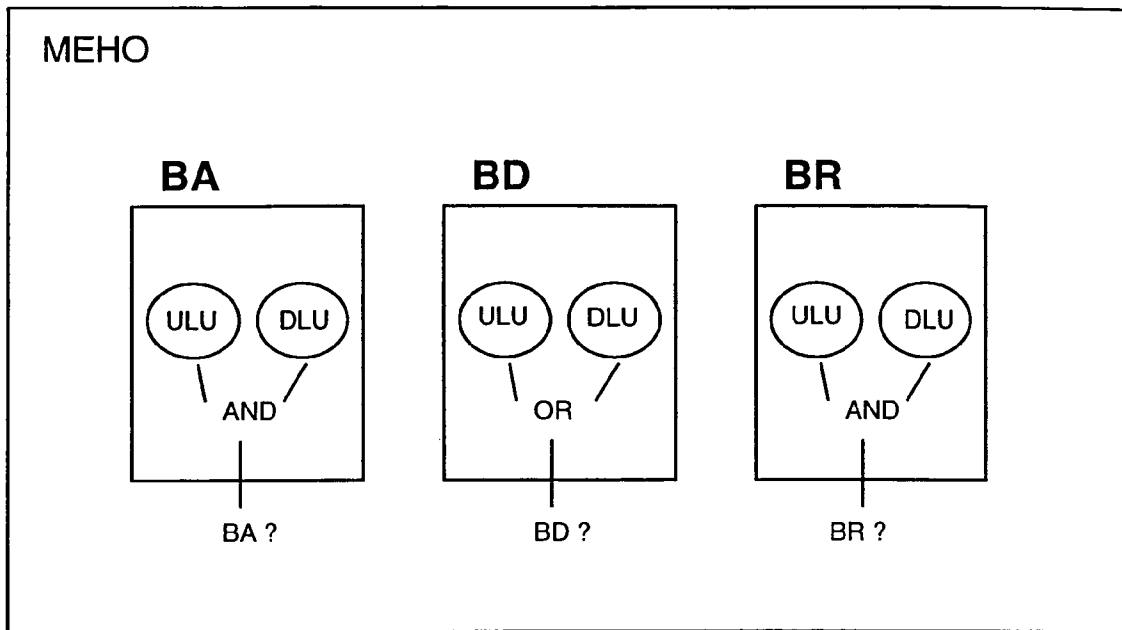 MEHO
BA BD BR
ULU DLU ULU DLU ULU DLU
AND OR AND
BA ? BD ? BR ?